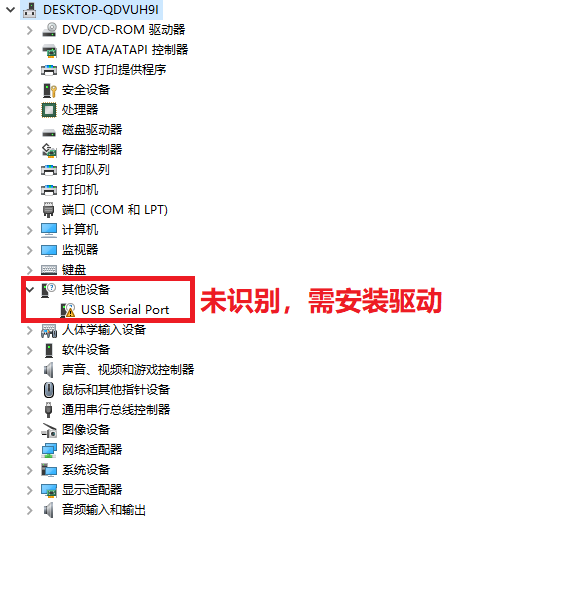 DESKTOP-QDVUH9I
DVD/CD-ROM 驱动器
IDE ATA/ATAPI 控制器
WSD 打印提供程序
安全设备
处理器
磁盘驱动器
存储控制器
打印队列
打印机
端口 (COM 和 LPT)
计算机
监视器
键盘
其他设备
未识别，需安装驱动
USB Serial Port
人体学输入设备
软件设备
声音、视频和游戏控制器
鼠标和其他指针设备
通用串行总线控制器
图像设备
网络适配器
系统设备
显示适配器
音频输入和输出